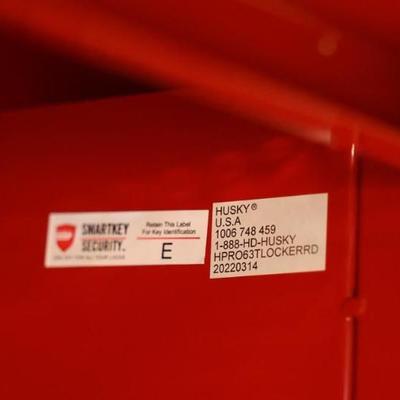 SMARTKEY
SECURITY.
Retain This Label
For Key Identification
E
HUSKY®
U.S.A
1006 748 459
1-888-HD-HUSKY
HPRO63TLOCKERRD
20220314